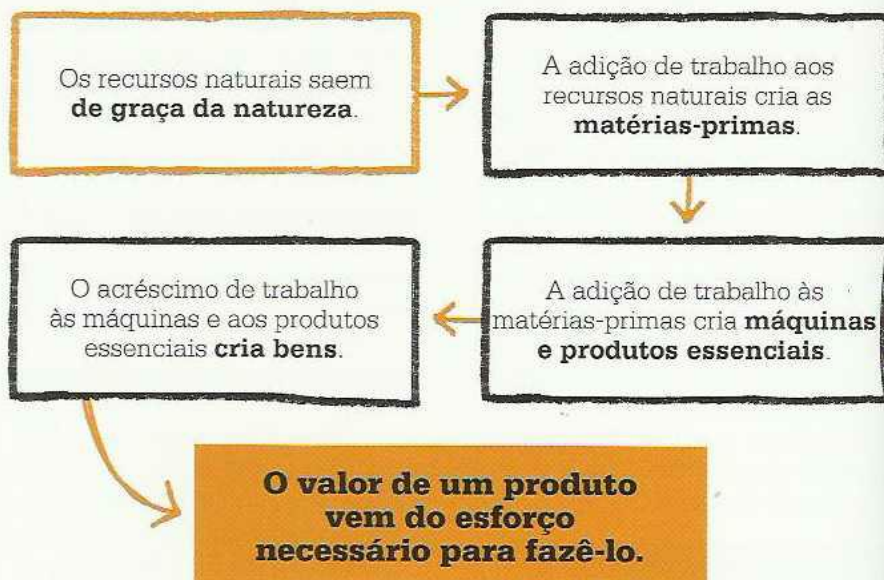 Os recursos naturais saem
de graça da natureza.
A adição de trabalho aos
recursos naturais cria as
matérias-primas.
A adição de trabalho às
matérias-primas cria máquinas
e produtos essenciais.
O acréscimo de trabalho
às máquinas e aos produtos
essenciais cria bens.
O valor de um produto
vem do esforço
necessário para fazê-lo.